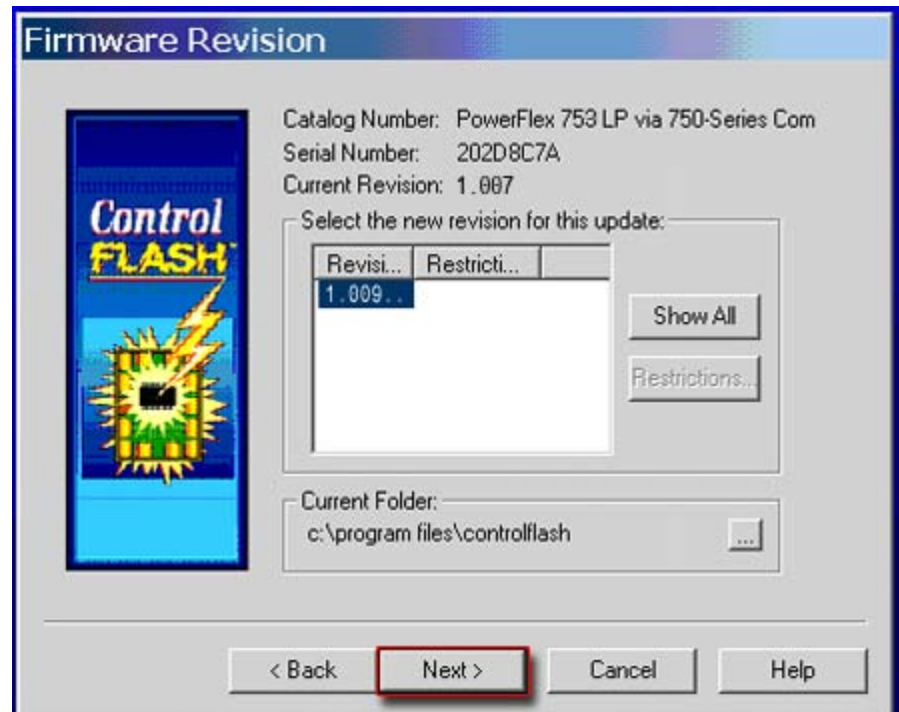 Firmware Revision
Catalog Number: PowerFlex 753 LP via 750-Series Com
Serial Number: 202D8C7A
Current Revision: 1.007
Control
FLASH
Select the new revision for this update:
Revisi... Restricti...
1.009..
Show All
Restrictions...
Current Folder:
c:\program files\controlflash
...
< Back Next > Cancel Help